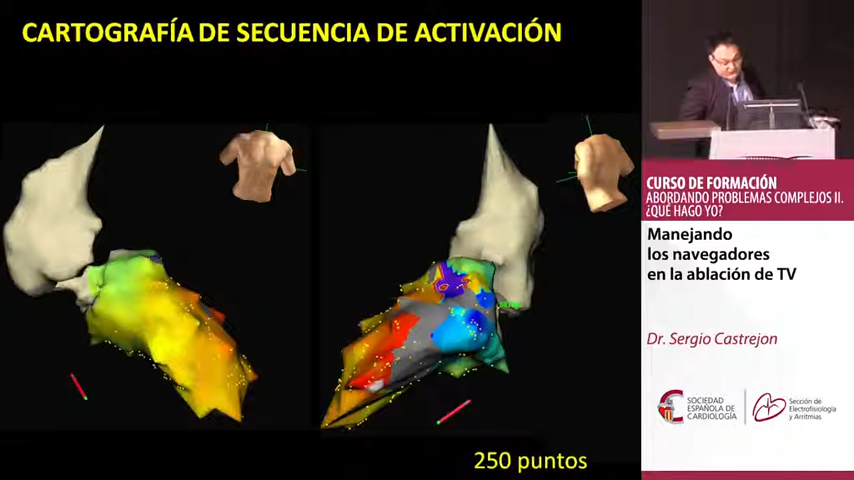 CARTOGRAFÍA DE SECUENCIA DE ACTIVACIÓN
250 puntos
CURSO DE FORMACIÓN
ABORDANDO PROBLEMAS COMPLEJOS II.
¿QUÉ HAGO YO?
Manejando
los navegadores
en la ablación de TV
Dr. Sergio Castrejon
SOCIEDAD
ESPAÑOLA DE
CARDIOLOGÍA
Sección de
Electrofisiología
y Arritmias